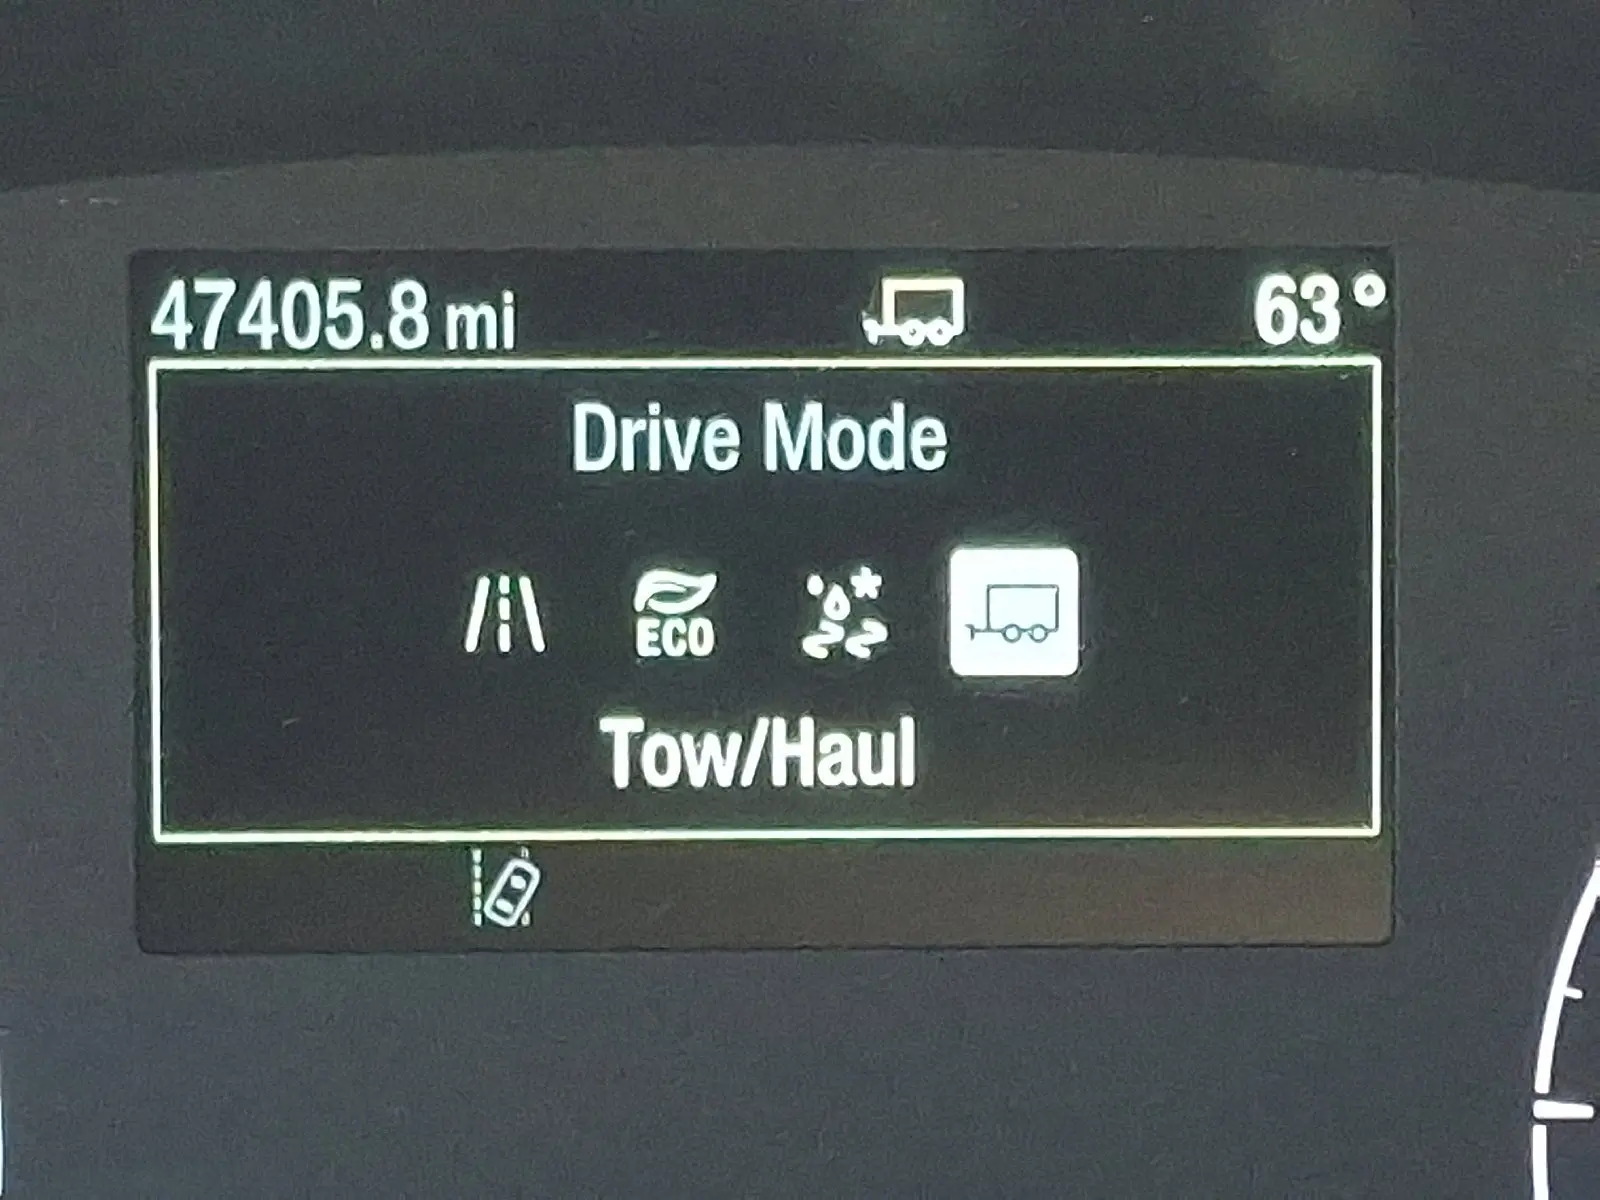 47405.8 mi 63°
Drive Mode
ECO
Tow/Haul